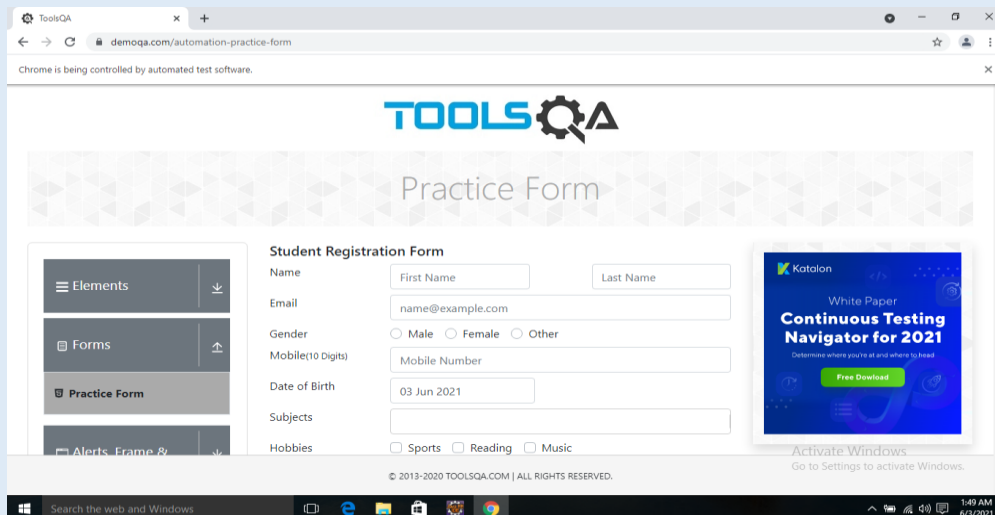 ToolsQA
demoqa.com/automation-practice-form
Chrome is being controlled by automated test software.
TOOLSQA
Practice Form
Elements
Forms
Practice Form
Alerts, Frame &
Student Registration Form
Name First Name Last Name
Email name@example.com
Gender Male Female Other
Mobile(10 Digits) Mobile Number
Date of Birth 03 Jun 2021
Subjects
Hobbies Sports Reading Music
Katalon
White Paper
Continuous Testing
Navigator for 2021
Determine where you're at and where to head
Free Dowload
Activate Windows
Go to Settings to activate Windows.
© 2013-2020 TOOLSQA.COM | ALL RIGHTS RESERVED.
Search the web and Windows
1:49 AM
6/3/2021